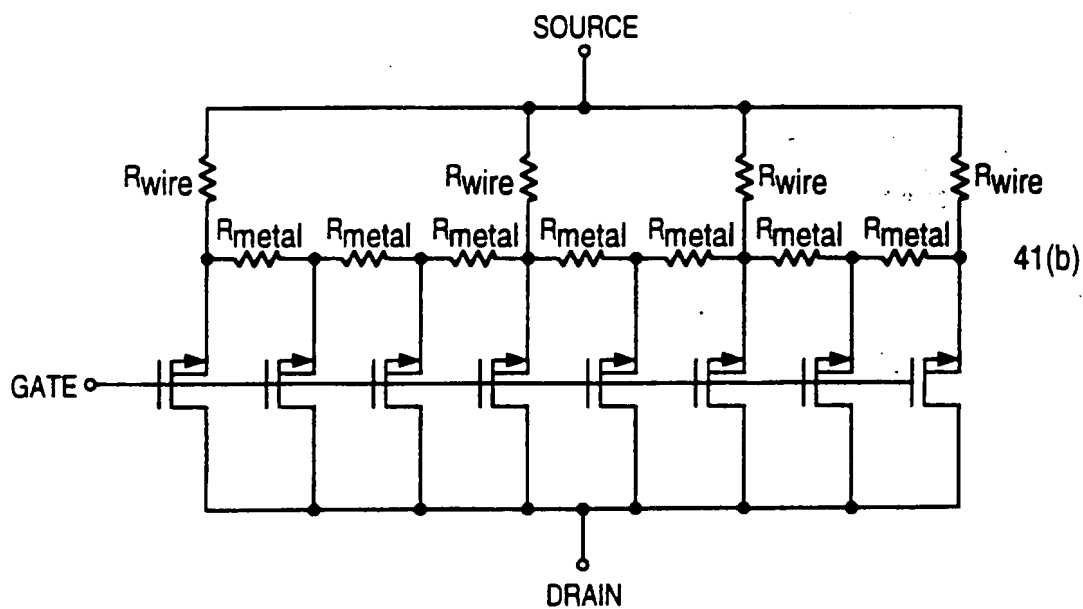 SOURCE
Rwire Rwire Rwire Rwire
Rmetal Rmetal Rmetal Rmetal Rmetal Rmetal Rmetal
41(b)
GATE
DRAIN